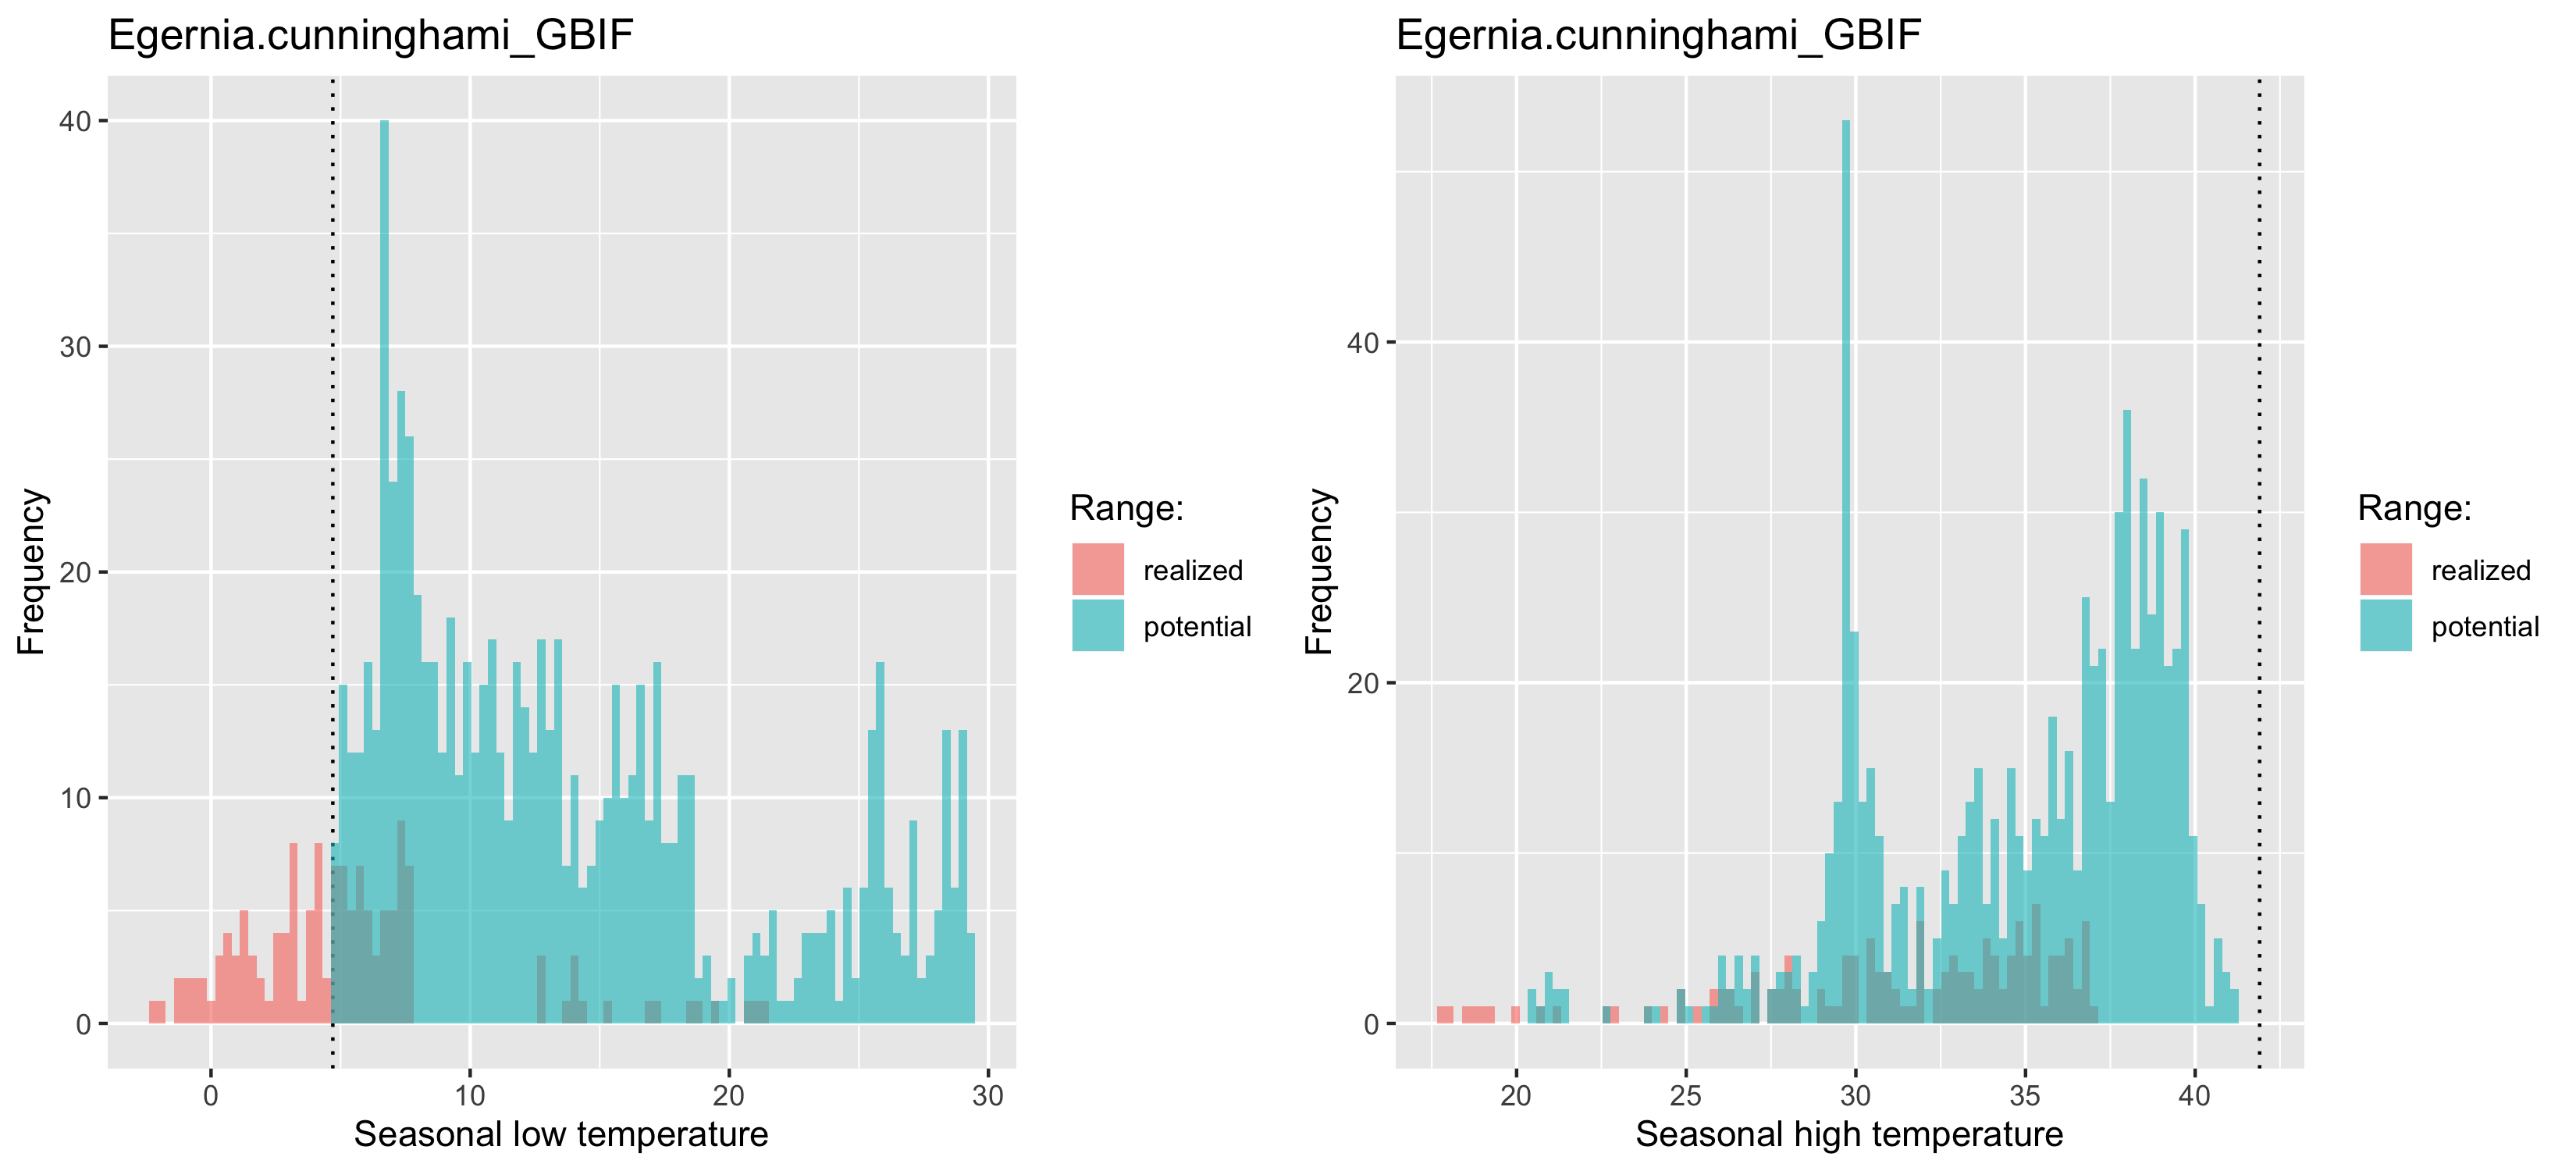 Egernia.cunninghami_GBIF
40
30
20
10
0
Frequency
0 10 20 30
Seasonal low temperature
Range:
realized
potential
Egernia.cunninghami_GBIF
40
20
0
Frequency
20 25 30 35 40
Seasonal high temperature
Range:
realized
potential